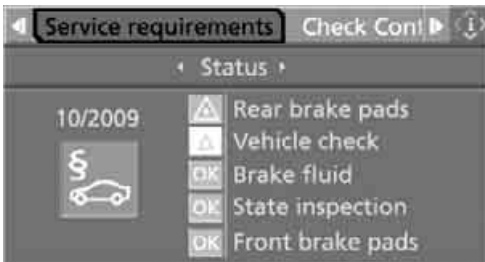 Service requirements Check Cont
Status
10/2009
Rear brake pads
Vehicle check
§
OK Brake fluid
OK State inspection
OK Front brake pads